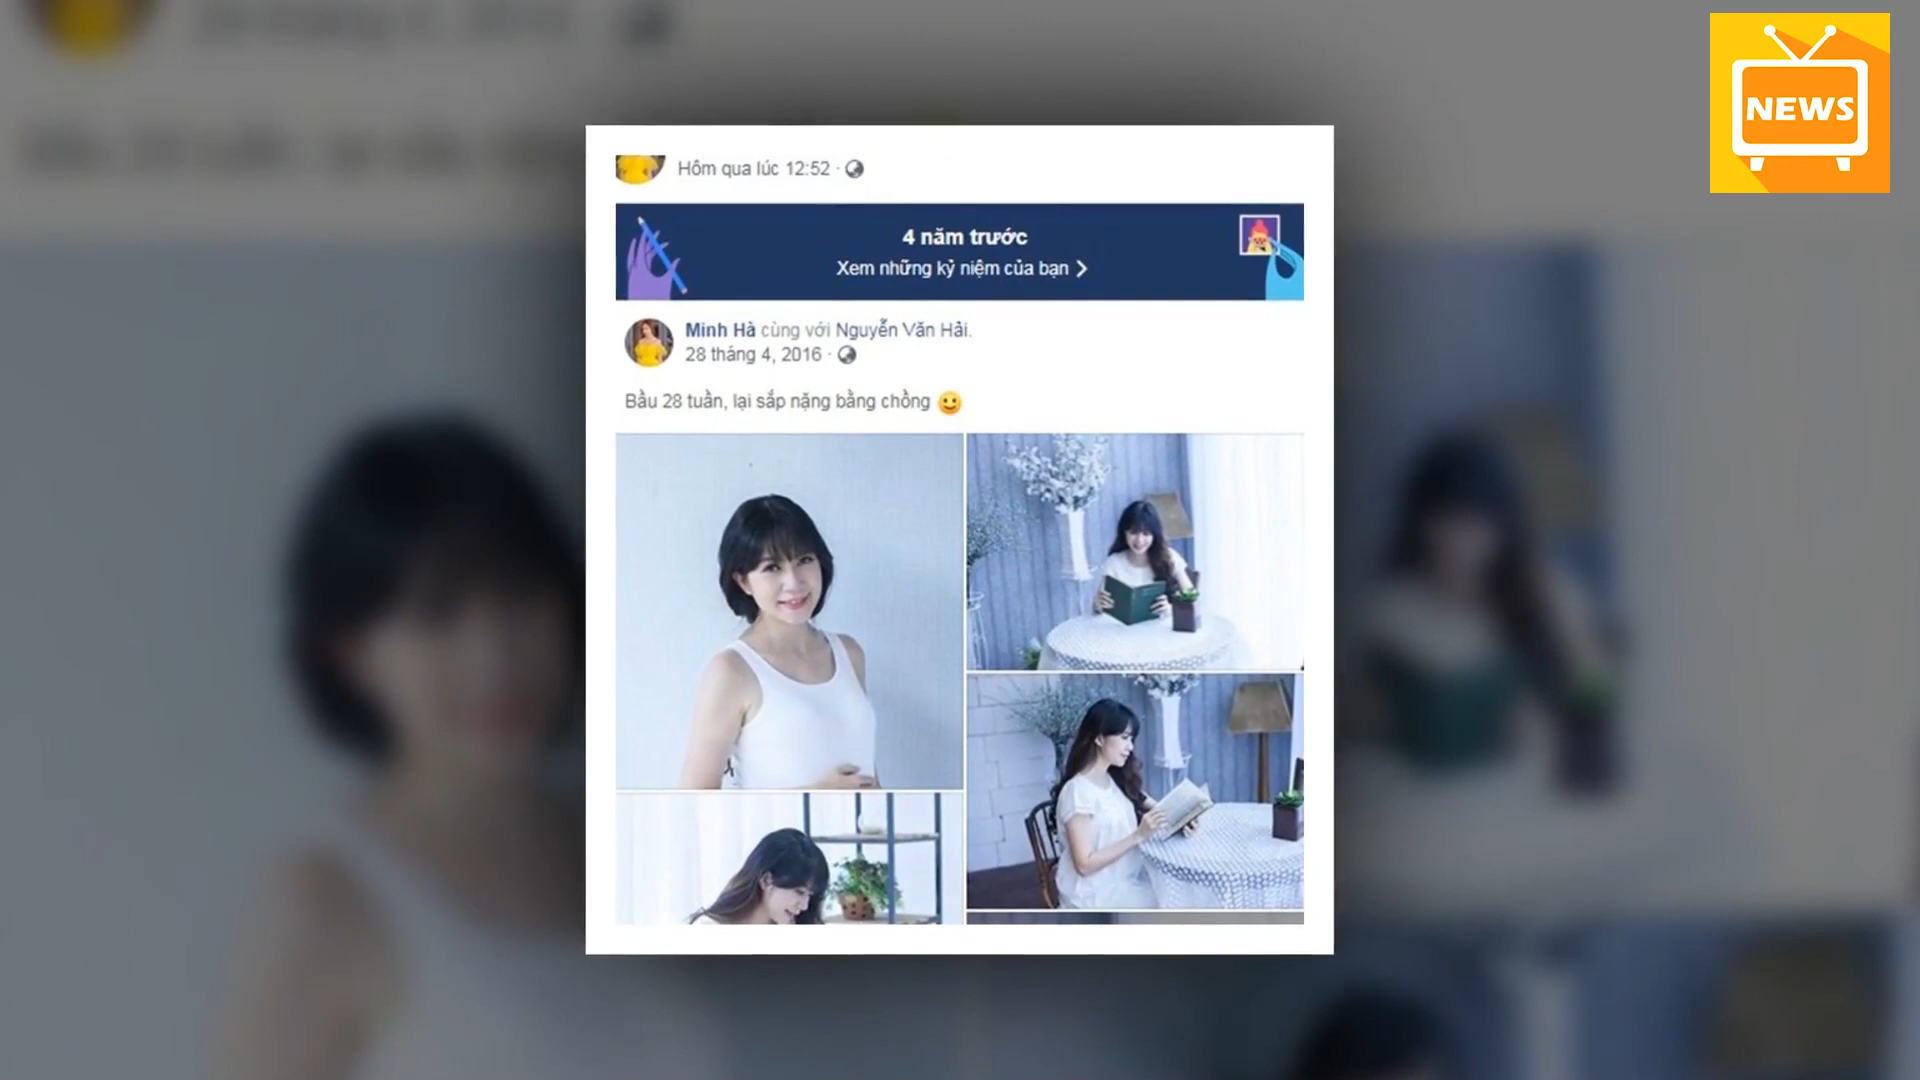 NEWS
Hôm qua lúc 12:52 ·
4 năm trước
Xem những kỷ niệm của bạn
Minh Hà cùng với Nguyễn Văn Hải.
28 tháng 4, 2016 ·
Bầu 28 tuần, lại sắp nặng bằng chồng